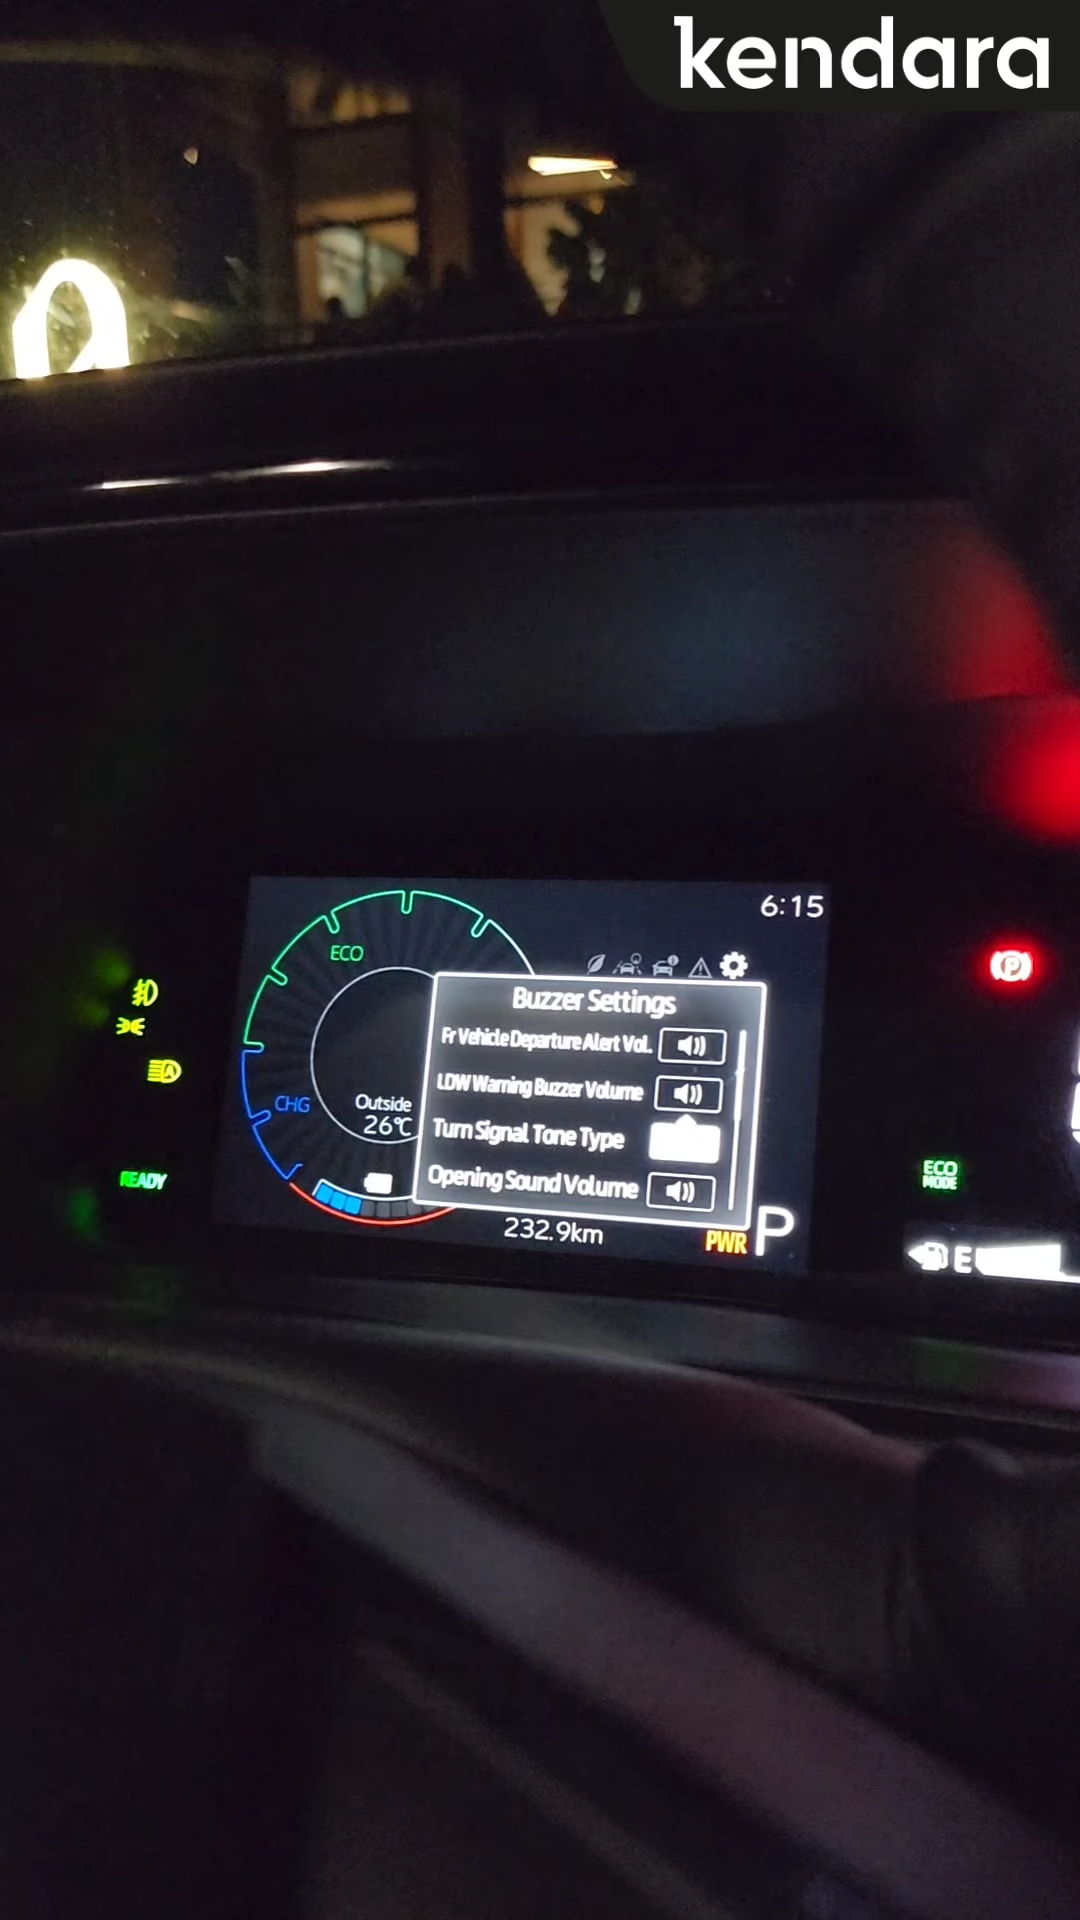 kendara
6:15
ECO
Buzzer Settings
Fr Vehicle Departure Alert Vol.
LDW Warning Buzzer Volume
Turn Signal Tone Type
Opening Sound Volume
CHG
Outside
26°C
READY
232.9km
PWR
P
P
A
ECO
MODE
E